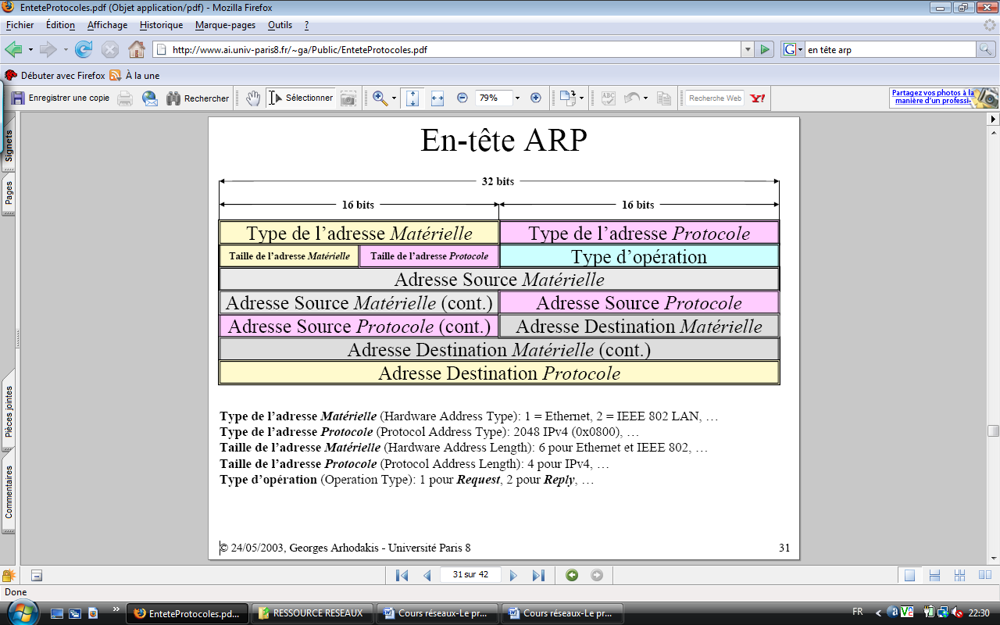 EnteteProtocoles.pdf (Objet application/pdf) - Mozilla Firefox
Fichier Édition Affichage Historique Marque-pages Outils ?
http://www.ai.univ-paris8.fr/~ga/Public/EnteteProtocoles.pdf
G
en tête arp
Débuter avec Firefox À la une
Enregistrer une copie Rechercher Sélectionner 79% Recherche Web Y!
Partagez vos photos à la
manière d'un professi-
Signets
Pages
Pièces jointes
Commentaires
En-tête ARP
32 bits
16 bits 16 bits
Type de l'adresse Matérielle Type de l'adresse Protocole
Taille de l'adresse Matérielle Taille de l'adresse Protocole Type d'opération
Adresse Source Matérielle
Adresse Source Matérielle (cont.) Adresse Source Protocole
Adresse Source Protocole (cont.) Adresse Destination Matérielle
Adresse Destination Matérielle (cont.)
Adresse Destination Protocole
Type de l'adresse Matérielle (Hardware Address Type): 1 = Ethernet, 2 = IEEE 802 LAN, …
Type de l'adresse Protocole (Protocol Address Type): 2048 IPv4 (0x0800), …
Taille de l'adresse Matérielle (Hardware Address Length): 6 pour Ethernet et IEEE 802, …
Taille de l'adresse Protocole (Protocol Address Length): 4 pour IPv4, …
Type d'opération (Operation Type): 1 pour Request, 2 pour Reply, …
© 24/05/2003, Georges Arhodakis - Université Paris 8 31
31 sur 42
Done
» EnteteProtocoles.pd... RESSOURCE RESEAUX Cours réseaux-Le pr... Cours réseaux-Le pr... FR 22:30